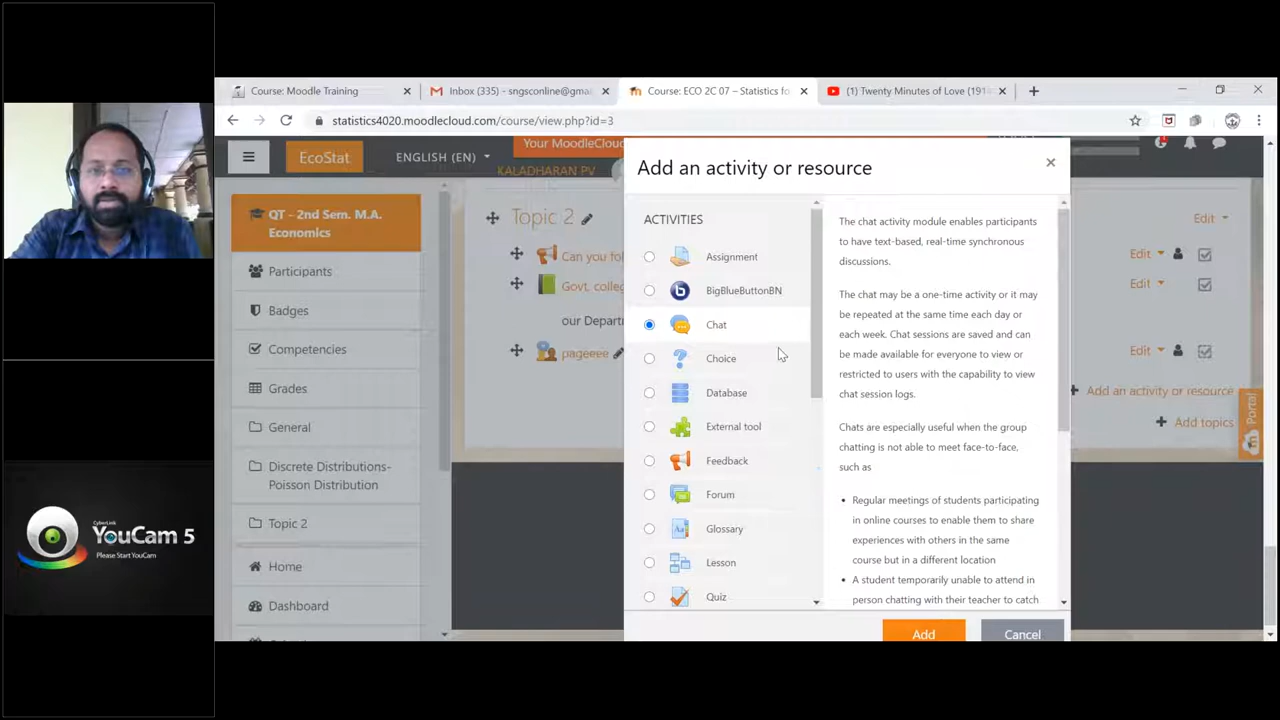 Course: Moodle Training
Inbox (335) - sngsconline@gma
Course: ECO 2C 07 – Statistics fo
(1) Twenty Minutes of Love (191
statistics4020.moodlecloud.com/course/view.php?id=3
EcoStat
ENGLISH (EN)
Your MoodleCloud
KALADHARAN PV
QT - 2nd Sem. M.A.
Economics
Participants
Badges
Competencies
Grades
General
Discrete Distributions-
Poisson Distribution
Topic 2
Home
Dashboard
Topic 2
Edit
Can you fo
Edit
Govt. colleg
Edit
our Depart
pageeee
Edit
Add an activity or resource
Add topics
Portal
Add an activity or resource
ACTIVITIES
Assignment
BigBlueButtonBN
Chat
Choice
Database
External tool
Feedback
Forum
Glossary
Lesson
Quiz
The chat activity module enables participants
to have text-based, real-time synchronous
discussions.
The chat may be a one-time activity or it may
be repeated at the same time each day or
each week. Chat sessions are saved and can
be made available for everyone to view or
restricted to users with the capability to view
chat session logs.
Chats are especially useful when the group
chatting is not able to meet face-to-face,
such as
Regular meetings of students participating
in online courses to enable them to share
experiences with others in the same
course but in a different location
A student temporarily unable to attend in
person chatting with their teacher to catch
Add
Cancel
CyberLink
YouCam 5
Please Start YouCam